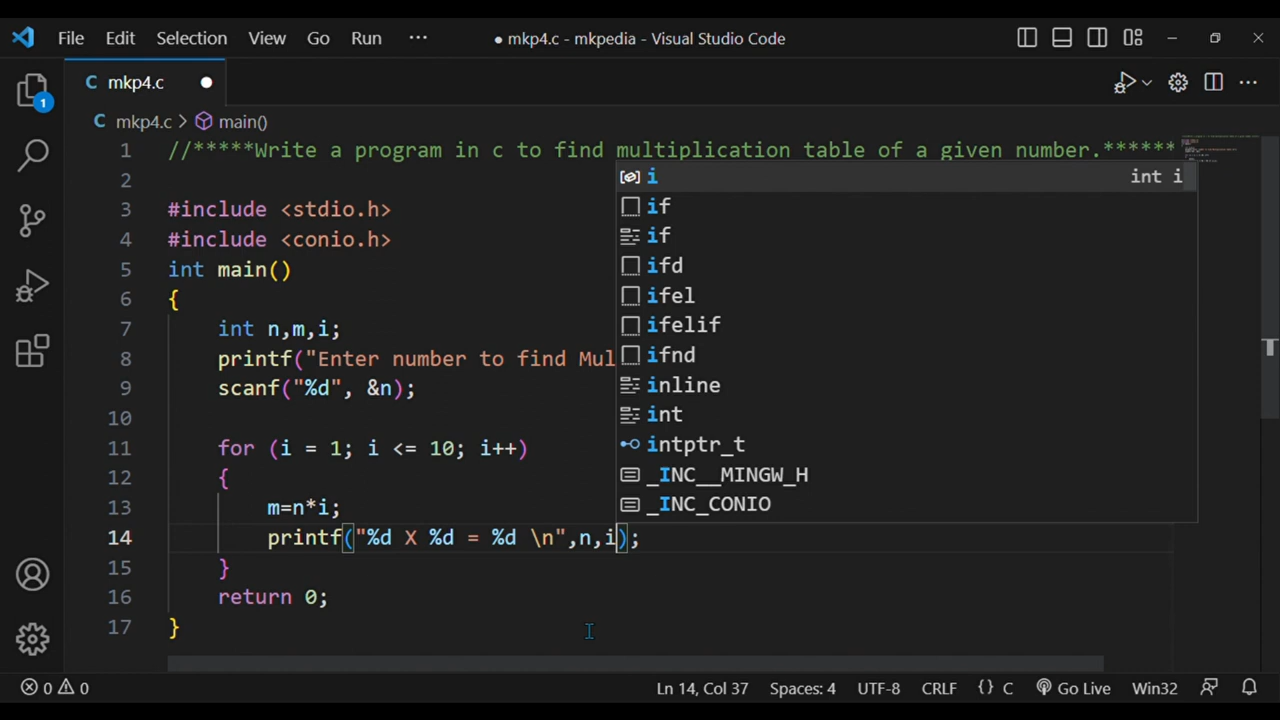 File Edit Selection View Go Run ··· ● mkp4.c - mkpedia - Visual Studio Code
C mkp4.c ●
C mkp4.c > main()
1 //*****Write a program in c to find multiplication table of a given number.******
2
3 #include <stdio.h>
4 #include <conio.h>
5 int main()
6 {
7 int n,m,i;
8 printf("Enter number to find Mul
9 scanf("%d", &n);
10
11 for (i = 1; i <= 10; i++)
12 {
13 m=n*i;
14 printf("%d X %d = %d \n",n,i);
15 }
16 return 0;
17 }
i int i
if
if
ifd
ifel
ifelif
ifnd
inline
int
intptr_t
_INC__MINGW_H
_INC_CONIO
1
0 0 Ln 14, Col 37 Spaces: 4 UTF-8 CRLF {} C Go Live Win32